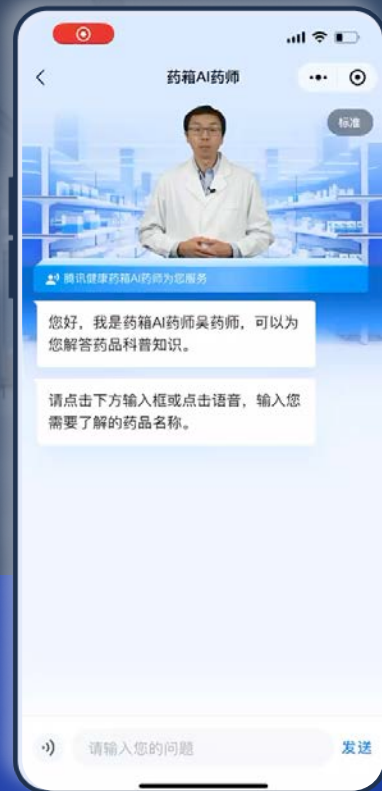 药箱AI药师
标准
腾讯健康药箱AI药师为您服务
您好，我是药箱AI药师吴药师，可以为
您解答药品科普知识。
请点击下方输入框或点击语音，输入您
需要了解的药品名称。
请输入您的问题
发送